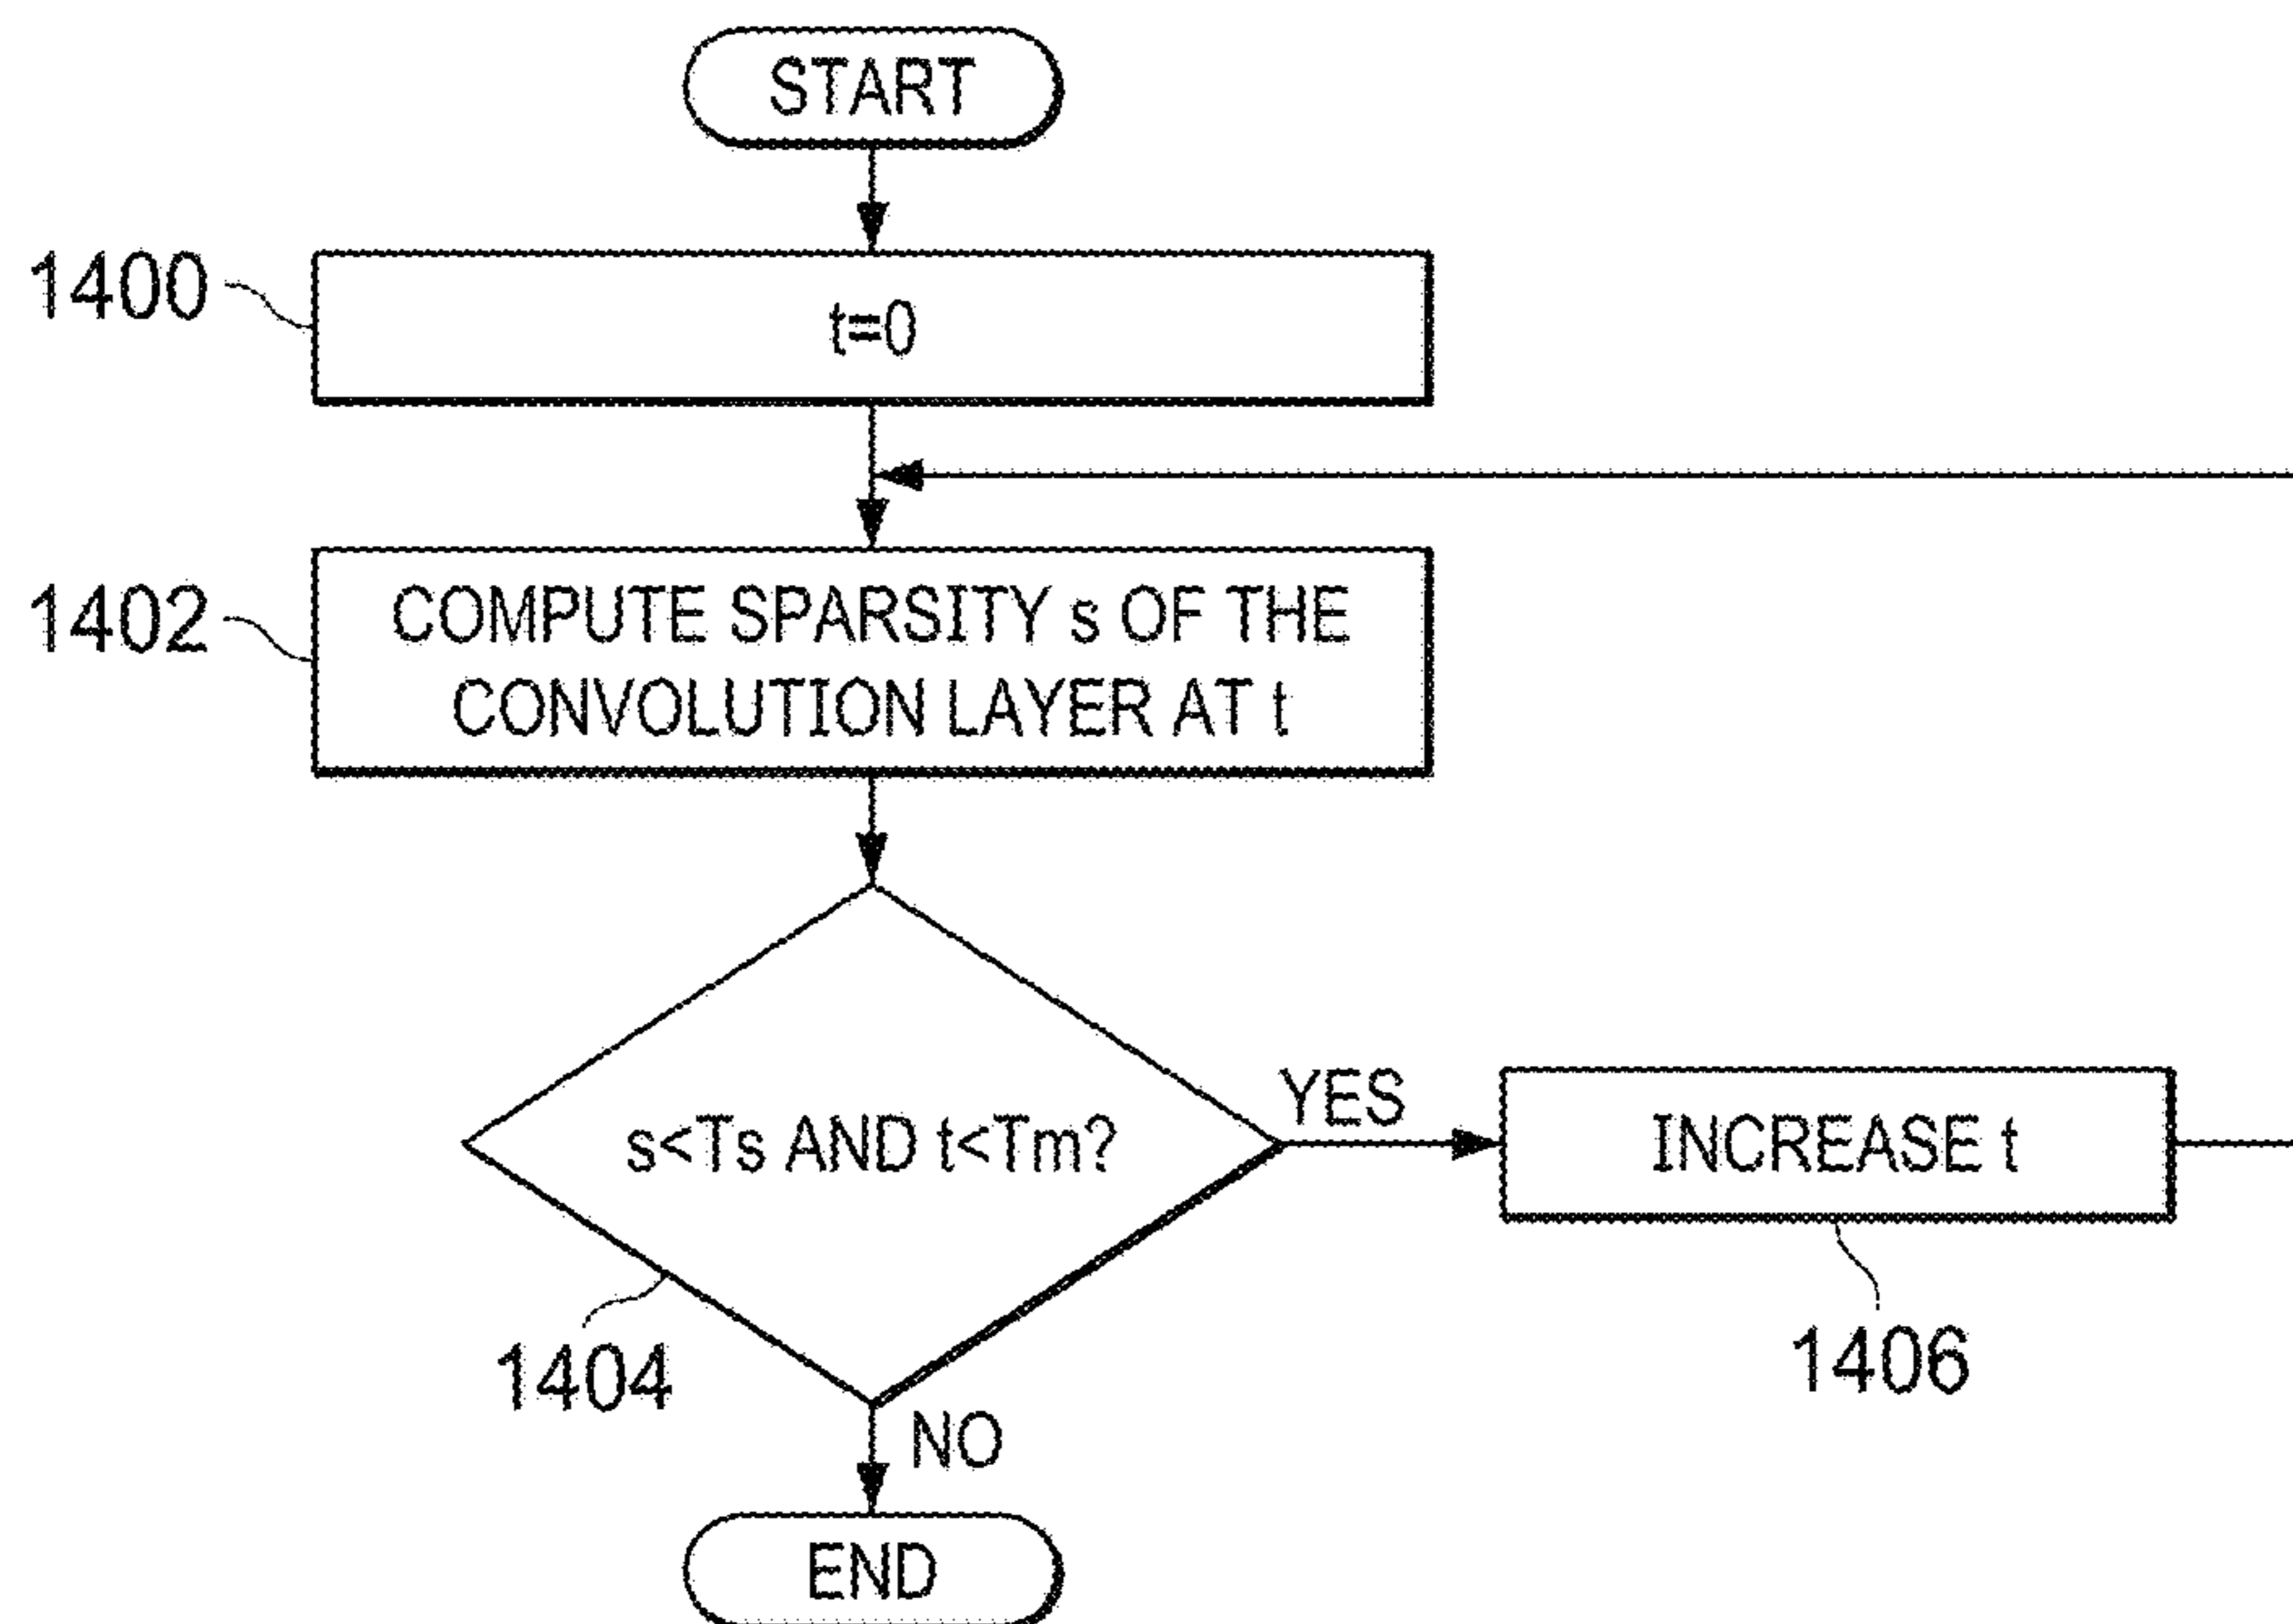 START
1400
t=0
1402
COMPUTE SPARSITY s OF THE
CONVOLUTION LAYER AT t
s<Ts AND t<Tm?
YES
INCREASE t
1404
1406
NO
END